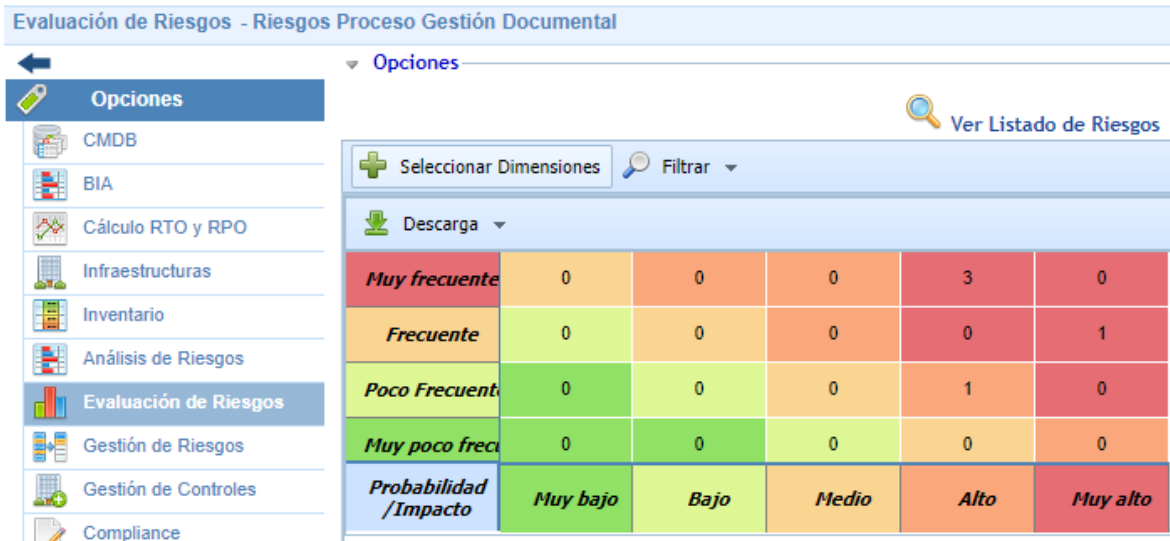 Evaluación de Riesgos - Riesgos Proceso Gestión Documental
Opciones
Opciones
CMDB
BIA
Cálculo RTO y RPO
Infraestructuras
Inventario
Análisis de Riesgos
Evaluación de Riesgos
Gestión de Riesgos
Gestión de Controles
Compliance
Ver Listado de Riesgos
Seleccionar Dimensiones Filtrar
Descarga
Muy frecuente 0 0 0 3 0
Frecuente 0 0 0 0 1
Poco Frecuent 0 0 0 1 0
Muy poco frec 0 0 0 0 0
Probabilidad
/Impacto Muy bajo Bajo Medio Alto Muy alto